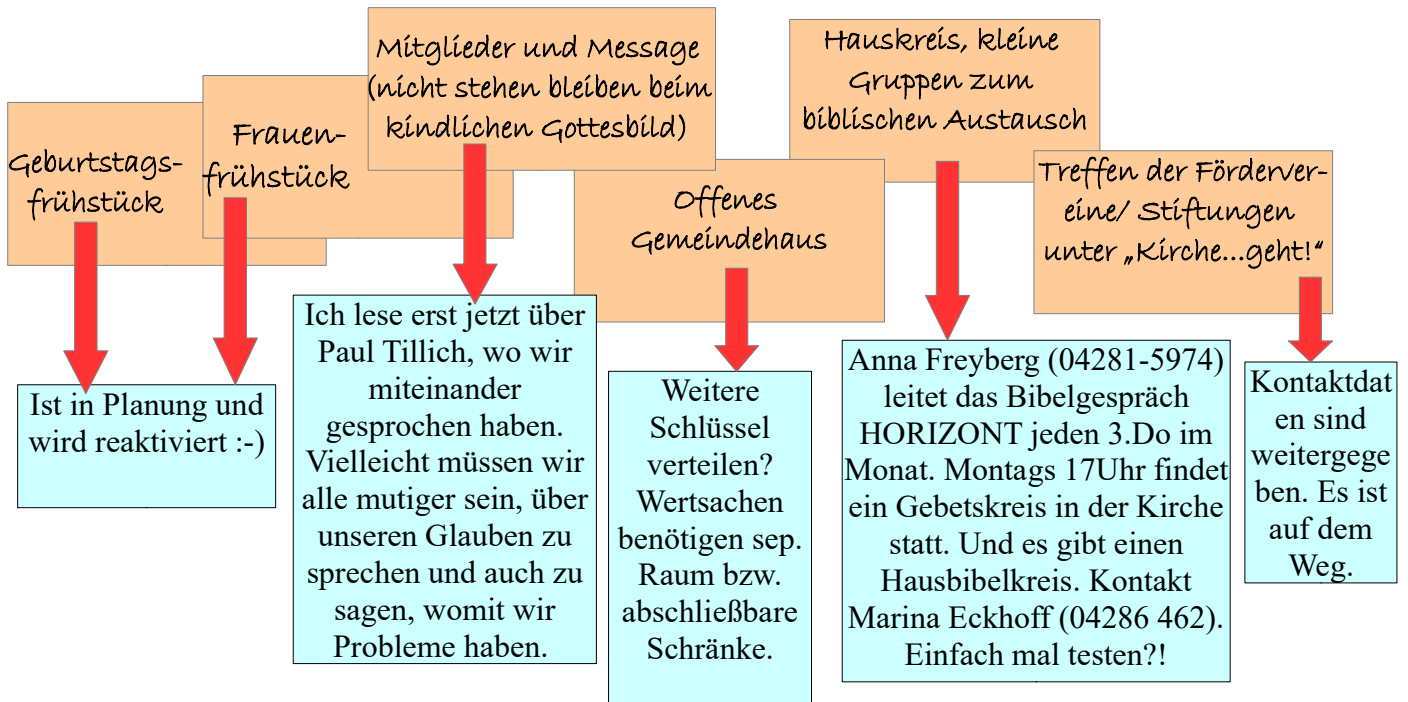 Geburtstags-
frühstück
Frauen-
frühstück
Mitglieder und Message
(nicht stehen bleiben beim
kindlichen Gottesbild)
Offenes
Gemeindehaus
Hauskreis, kleine
Gruppen zum
biblischen Austausch
Treffen der Förderver-
eine/ Stiftungen
unter „Kirche...geht!“
Ist in Planung und
wird reaktiviert :-)
Ich lese erst jetzt über
Paul Tillich, wo wir
miteinander
gesprochen haben.
Vielleicht müssen wir
alle mutiger sein, über
unseren Glauben zu
sprechen und auch zu
sagen, womit wir
Probleme haben.
Weitere
Schlüssel
verteilen?
Wertsachen
benötigen sep.
Raum bzw.
abschließbare
Schränke.
Anna Freyberg (04281-5974)
leitet das Bibelgespräch
HORIZONT jeden 3.Do im
Monat. Montags 17Uhr findet
ein Gebetskreis in der Kirche
statt. Und es gibt einen
Hausbibelkreis. Kontakt
Marina Eckhoff (04286 462).
Einfach mal testen?!
Kontaktdat
en sind
weitergege
ben. Es ist
auf dem
Weg.